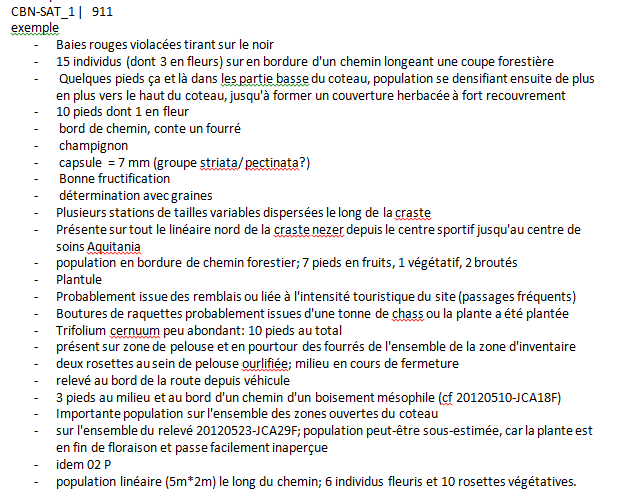 CBN-SAT_1 | 911
exemple
- Baies rouges violacées tirant sur le noir
- 15 individus (dont 3 en fleurs) sur en bordure d'un chemin longeant une coupe forestière
- Quelques pieds ça et là dans les partie basse du coteau, population se densifiant ensuite de plus
en plus vers le haut du coteau, jusqu'à former un couverture herbacée à fort recouvrement
- 10 pieds dont 1 en fleur
- bord de chemin, conte un fourré
- champignon
- capsule = 7 mm (groupe striata/pectinata?)
- Bonne fructification
- détermination avec graines
- Plusieurs stations de tailles variables dispersées le long de la craste
- Présente sur tout le linéaire nord de la craste nezer depuis le centre sportif jusqu'au centre de
soins Aquitania
- population en bordure de chemin forestier; 7 pieds en fruits, 1 végétatif, 2 broutés
- Plantule
- Probablement issue des remblais ou liée à l'intensité touristique du site (passages fréquents)
- Boutures de raquettes probablement issues d'une tonne de chass ou la plante a été plantée
- Trifolium cernuum peu abondant: 10 pieds au total
- présent sur zone de pelouse et en pourtour des fourrés de l'ensemble de la zone d'inventaire
- deux rosettes au sein de pelouse ourlifiée; milieu en cours de fermeture
- relevé au bord de la route depuis véhicule
- 3 pieds au milieu et au bord d'un chemin d'un boisement mésophile (cf 20120510-JCA18F)
- Importante population sur l'ensemble des zones ouvertes du coteau
- sur l'ensemble du relevé 20120523-JCA29F; population peut-être sous-estimée, car la plante est
en fin de floraison et passe facilement inaperçue
- idem 02 P
- population linéaire (5m*2m) le long du chemin; 6 individus fleuris et 10 rosettes végétatives.